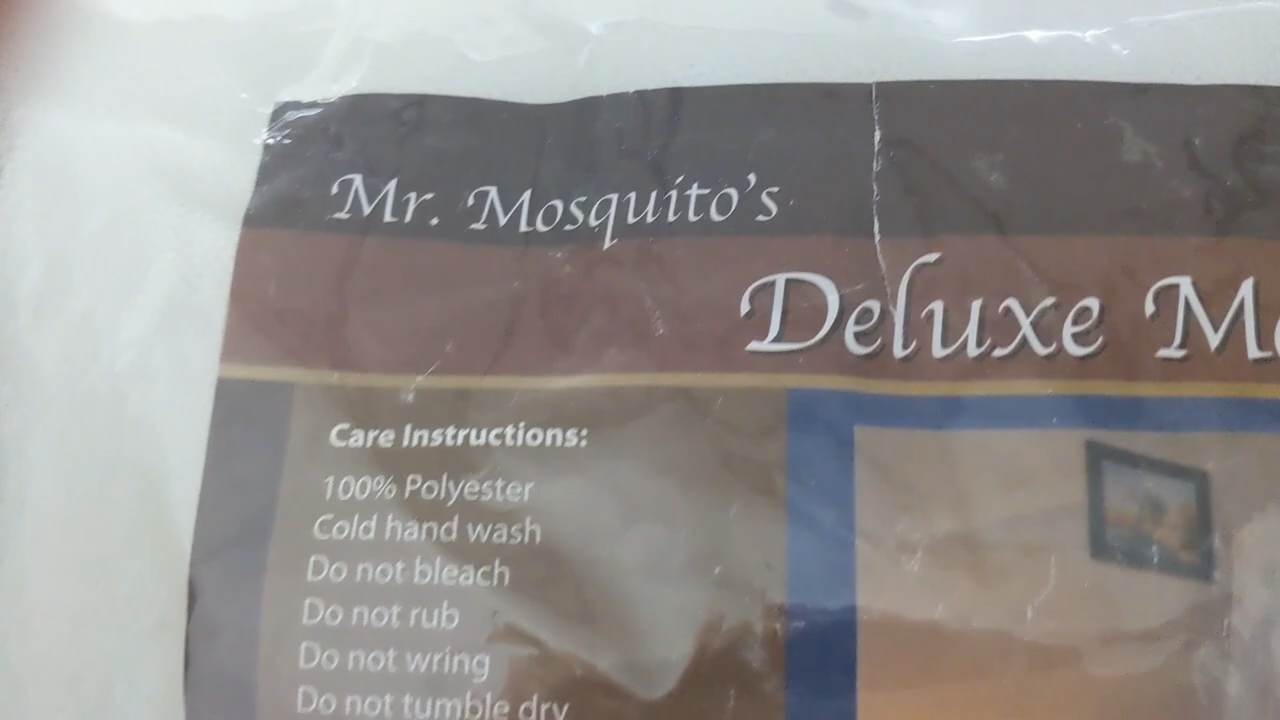 Mr. Mosquito's
Deluxe
Care Instructions:
100% Polyester
Cold hand wash
Do not bleach
Do not rub
Do not wring
Do not tumble dry